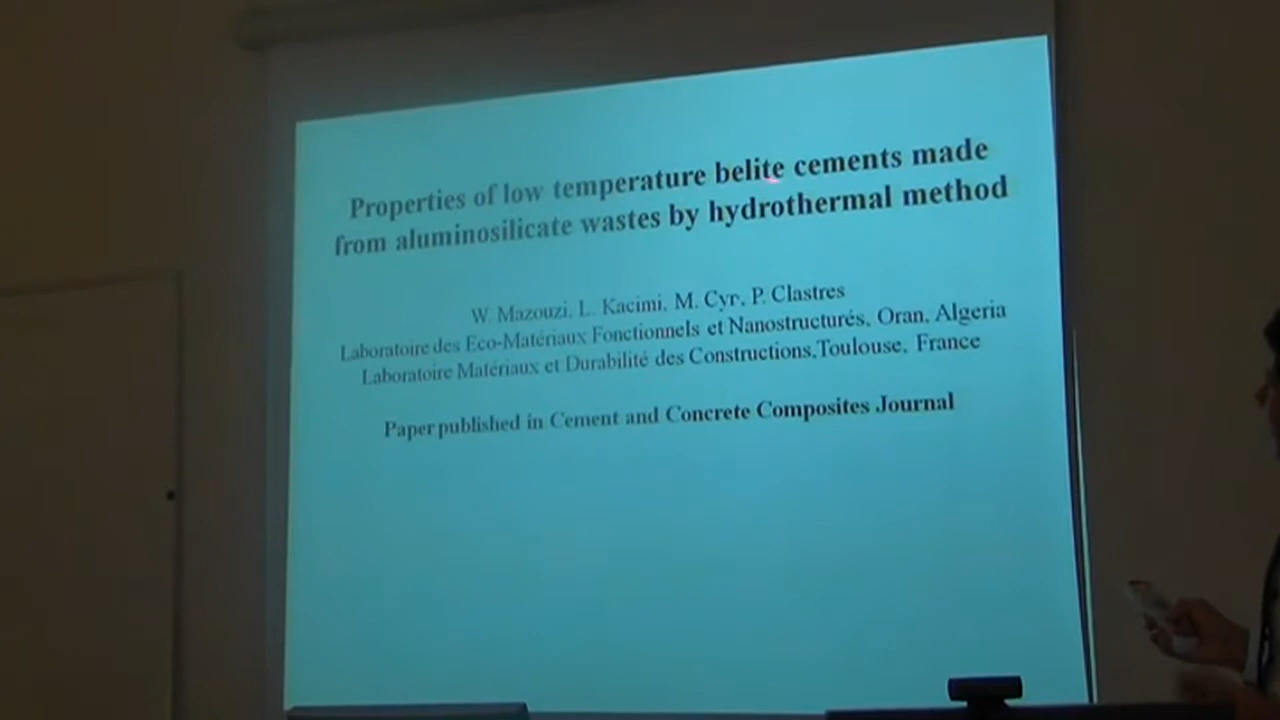 Properties of low temperature belite cements made
from aluminosilicate wastes by hydrothermal method
W. Mazouzi, L. Kacimi, M. Cyr, P. Clastres
Laboratoire des Eco-Matériaux Fonctionnels et Nanostructurés, Oran, Algeria
Laboratoire Matériaux et Durabilité des Constructions,Toulouse, France
Paper published in Cement and Concrete Composites Journal